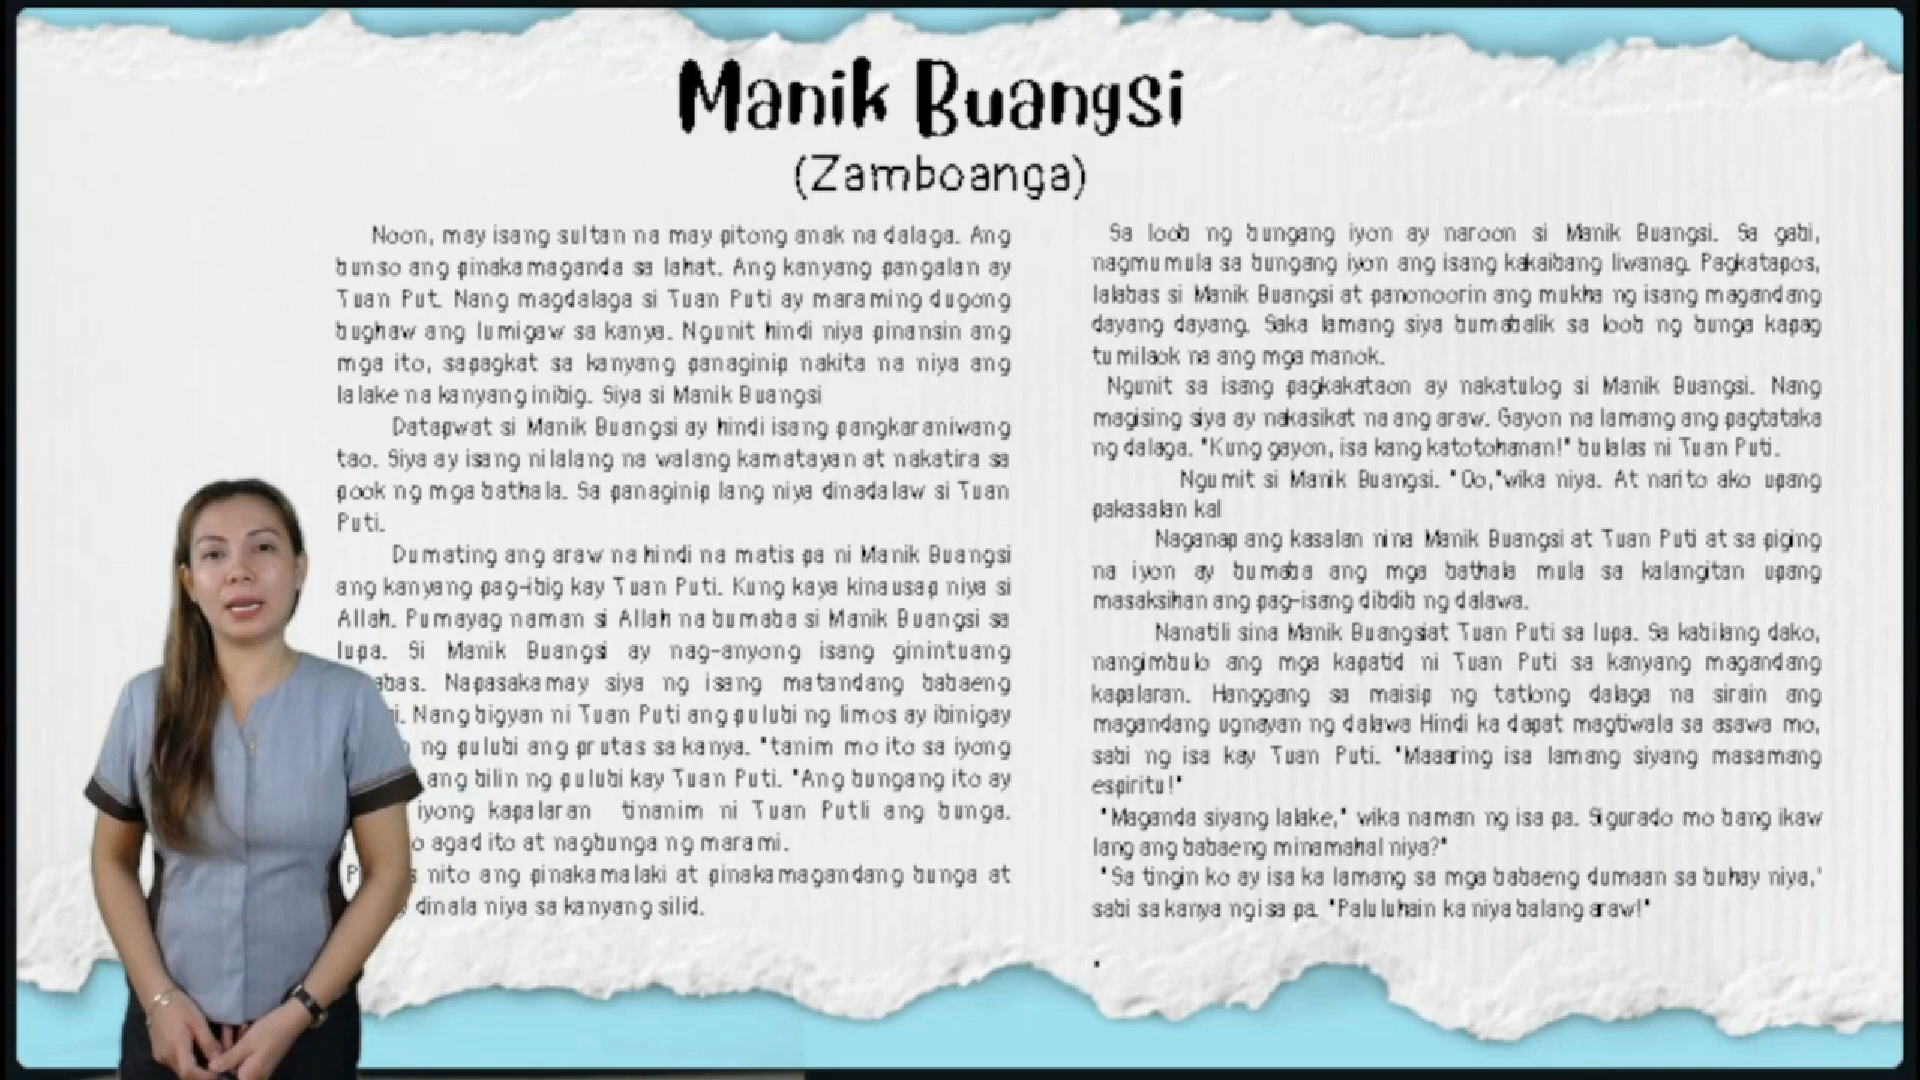 Manik Buangsi
(Zamboanga)
Noon, may isang sultan na may pitong anak na dalaga. Ang
bunso ang pinakamaganda sa lahat. Ang kanyang pangalan ay
Tuan Put. Nang magdalaga si Tuan Puti ay maraming dugong
bughaw ang lumigaw sa kanya. Ngunit hindi niya pinansin ang
mga ito, sapagkat sa kanyang panaginip nakita na niya ang
lalake na kanyang inibig. Siya si Manik Buangsi
Datapwat si Manik Buangsi ay hindi isang pangkaraniwang
tao. Siya ay isang nilalang na walang kamatayan at nakatira sa
pook ng mga bathala. Sa panaginip lang niya dinadalaw si Tuan
Puti.
Dumating ang araw na hindi na matis pa ni Manik Buangsi
ang kanyang pag-ibig kay Tuan Puti. Kung kaya kinausap niya si
Allah. Pumayag naman si Allah na bumaba si Manik Buangsi sa
lupa. Si Manik Buangsi ay nag-anyong isang ginintuang
abas. Napasakamay siya ng isang matandang babaeng
i. Nang bigyan ni Tuan Puti ang pulubi ng limos ay ibinigay
ng pulubi ang prutas sa kanya. "tanim mo ito sa iyong
ang bilin ng pulubi kay Tuan Puti. "Ang bungang ito ay
iyong kapalaran tinanim ni Tuan Putli ang bunga.
o agad ito at nagbunga ng marami.
P s nito ang pinakamalaki at pinakamagandang bunga at
dinala niya sa kanyang silid.
Sa loob ng bungang iyon ay naroon si Manik Buangsi. Sa gabi,
nagmumula sa bungang iyon ang isang kakaibang liwanag. Pagkatapos,
lalabas si Manik Buangsi at panonoorin ang mukha ng isang magandang
dayang dayang. Saka lamang siya bumabalik sa loob ng bunga kapag
tumilaok na ang mga manok.
Ngunit sa isang pagkakataon ay nakatulog si Manik Buangsi. Nang
magising siya ay nakasikat na ang araw. Gayon na lamang ang pagtataka
ng dalaga. "Kung gayon, isa kang katotohanan!" bulalas ni Tuan Puti.
Ngumit si Manik Buangsi. "Oo,"wika niya. At narito ako upang
pakasalan ka!
Naganap ang kasalan nina Manik Buangsi at Tuan Puti at sa piging
na iyon ay bumaba ang mga bathala mula sa kalangitan upang
masaksihan ang pag-isang dibdib ng dalawa.
Nanatili sina Manik Buangsiat Tuan Puti sa lupa. Sa kabilang dako,
nangimbulo ang mga kapatid ni Tuan Puti sa kanyang magandang
kapalaran. Hanggang sa maisip ng tatlong dalaga na sirain ang
magandang ugnayan ng dalawa Hindi ka dapat magtiwala sa asawa mo,
sabi ng isa kay Tuan Puti. "Maaaring isa lamang siyang masamang
espiritu!"
"Maganda siyang lalake," wika naman ng isa pa. Sigurado mo bang ikaw
lang ang babaeng minamahal niya?"
"Sa tingin ko ay isa ka lamang sa mga babaeng dumaan sa buhay niya,'
sabi sa kanya ng isa pa. "Paluluhain ka niya balang araw!"
.